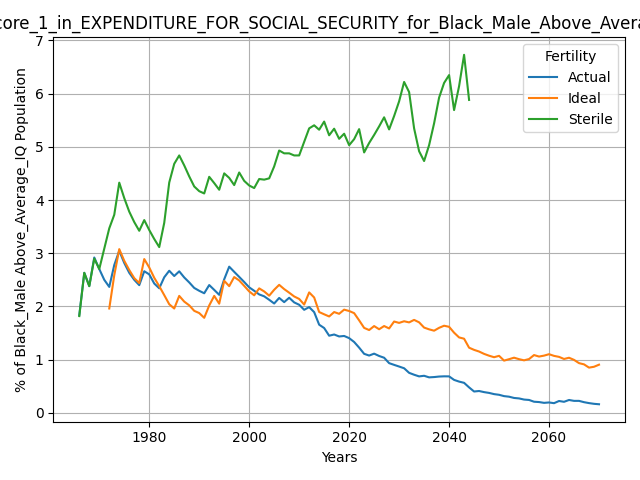 core_1_in_EXPENDITURE_FOR_SOCIAL_SECURITY_for_Black_Male_Above_Avera
Fertility
Actual
Ideal
Sterile
% of Black_Male Above_Average_IQ Population
7
6
5
4
3
2
1
0
1980 2000 2020 2040 2060
Years